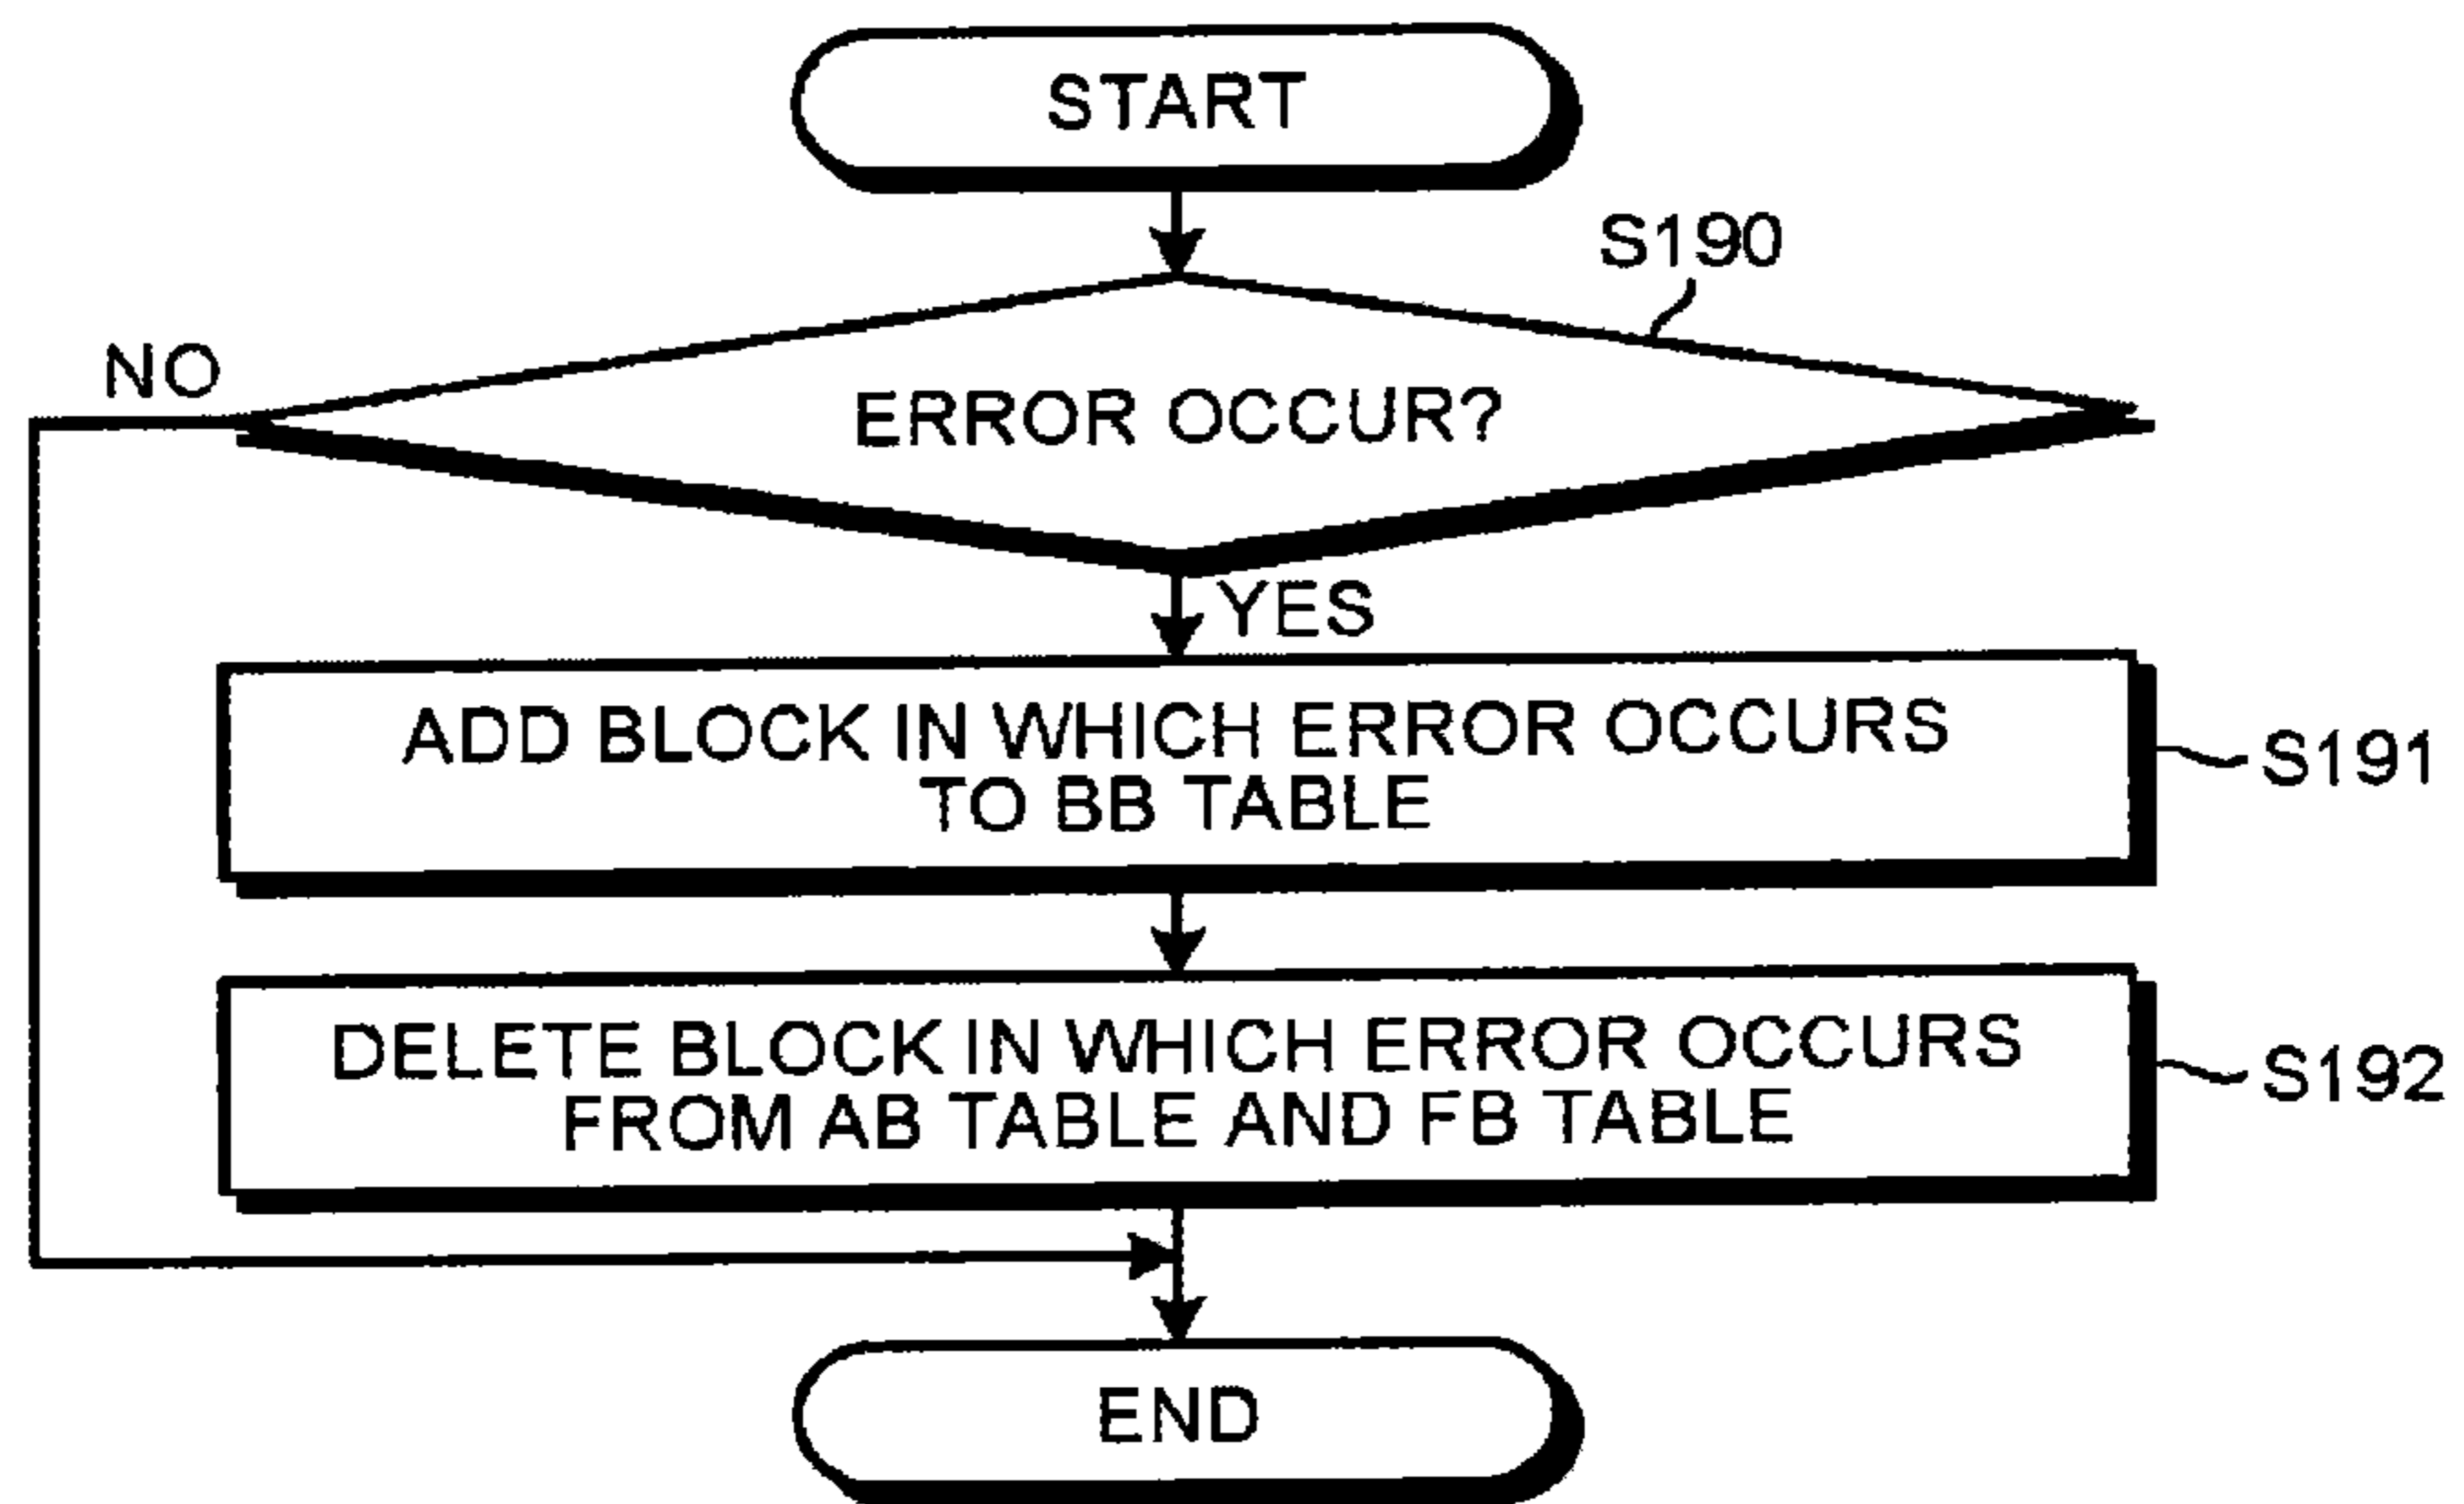 START
S190
NO
ERROR OCCUR?
YES
ADD BLOCK IN WHICH ERROR OCCURS
TO BB TABLE
S191
DELETE BLOCK IN WHICH ERROR OCCURS
FROM AB TABLE AND FB TABLE
S192
END